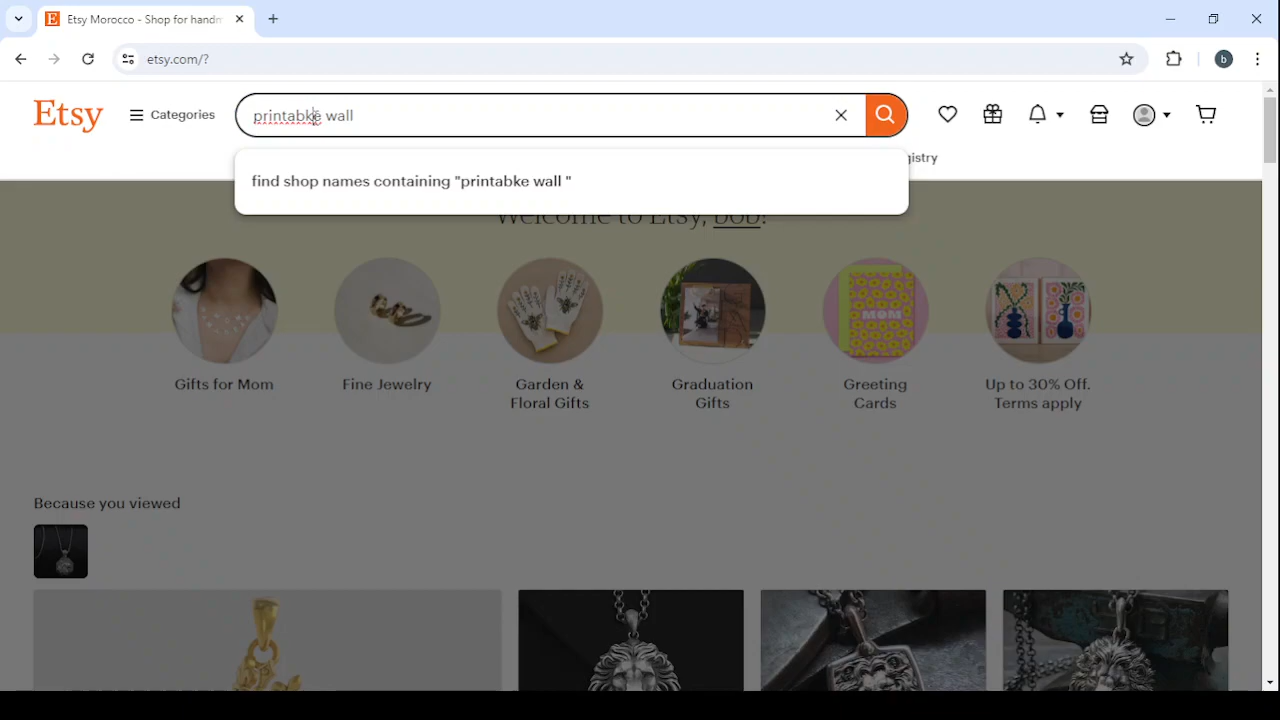 Etsy Morocco - Shop for handm
etsy.com/?
b
Etsy
Categories
printabke wall
gistry
find shop names containing "printabke wall "
Welcome to Etsy, bob!
MOM
Gifts for Mom
Fine Jewelry
Garden &
Floral Gifts
Graduation
Gifts
Greeting
Cards
Up to 30% Off.
Terms apply
Because you viewed